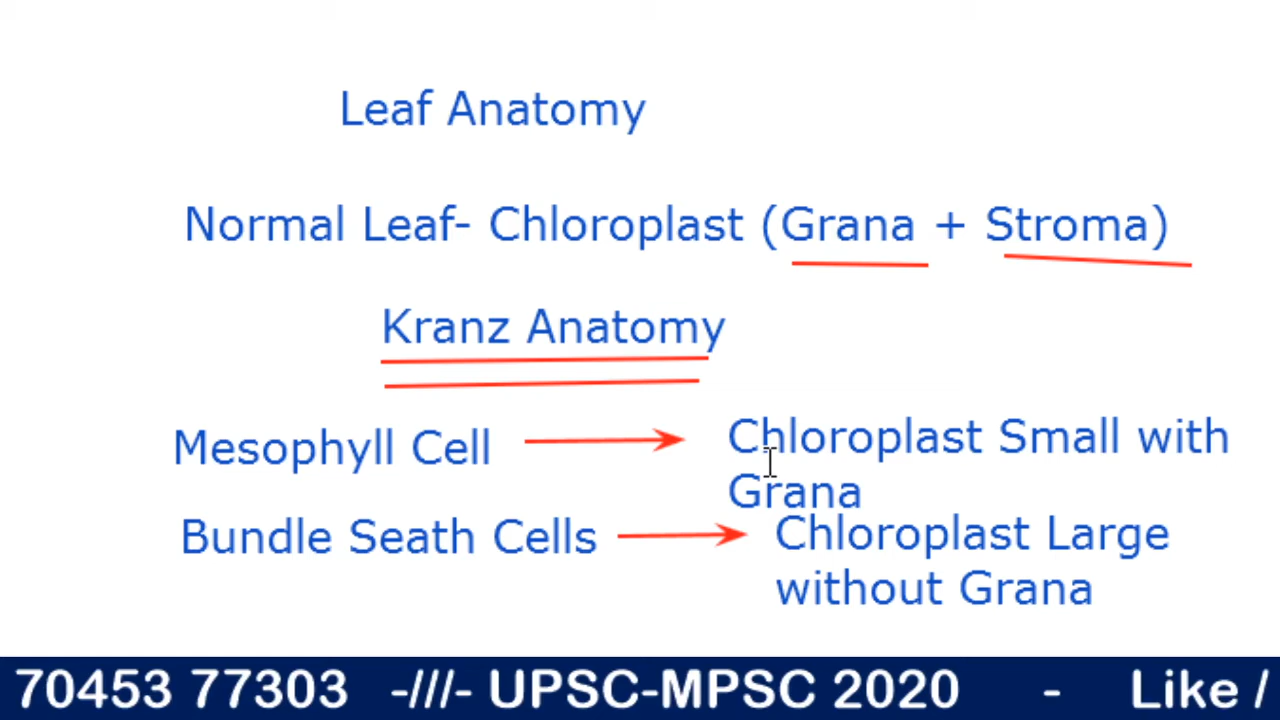 Leaf Anatomy
Normal Leaf- Chloroplast (Grana + Stroma)
Kranz Anatomy
Mesophyll Cell
Chloroplast Small with
Grana
Bundle Seath Cells
Chloroplast Large
without Grana
70453 77303 -///- UPSC-MPSC 2020 - Like /